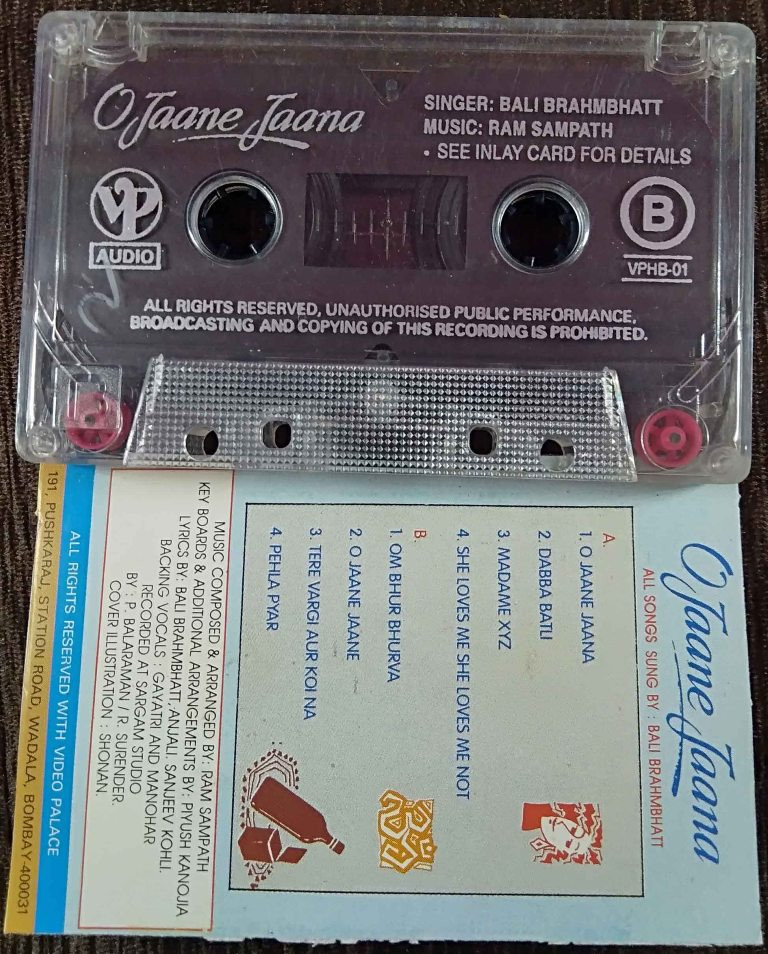 O Jaane Jaana
SINGER: BALI BRAHMBHATT
MUSIC: RAM SAMPATH
• SEE INLAY CARD FOR DETAILS
VP
AUDIO
B
VPHB-01
ALL RIGHTS RESERVED, UNAUTHORISED PUBLIC PERFORMANCE,
BROADCASTING AND COPYING OF THIS RECORDING IS PROHIBITED.
O Jaane Jaana
ALL SONGS SUNG BY : BALI BRAHMBHATT
A.
1. O JAANE JAANA
2. DABBA BATLI
3. MADAME XYZ
4. SHE LOVES ME SHE LOVES ME NOT
B.
1. OM BHUR BHURVA
2. O JAANE JAANE
3. TERE VARGI AUR KOI NA
4. PEHLA PYAR
MUSIC COMPOSED & ARRANGED BY: RAM SAMPATH
KEY BOARDS & ADDITIONAL ARRANGEMENTS BY: PIYUSH KANOJIA
LYRICS BY: BALI BRAHMBHATT, ANJALI, SANJEEV KOHLI.
BACKING VOCALS : GAYATRI AND MANOHAR
RECORDED AT SARGAM STUDIO
BY : P. BALARAMAN / R. SURENDER.
COVER ILLUSTRATION : SHONAN.
ALL RIGHTS RESERVED WITH VIDEO PALACE
191, PUSHKARAJ, STATION ROAD, WADALA, BOMBAY-400031